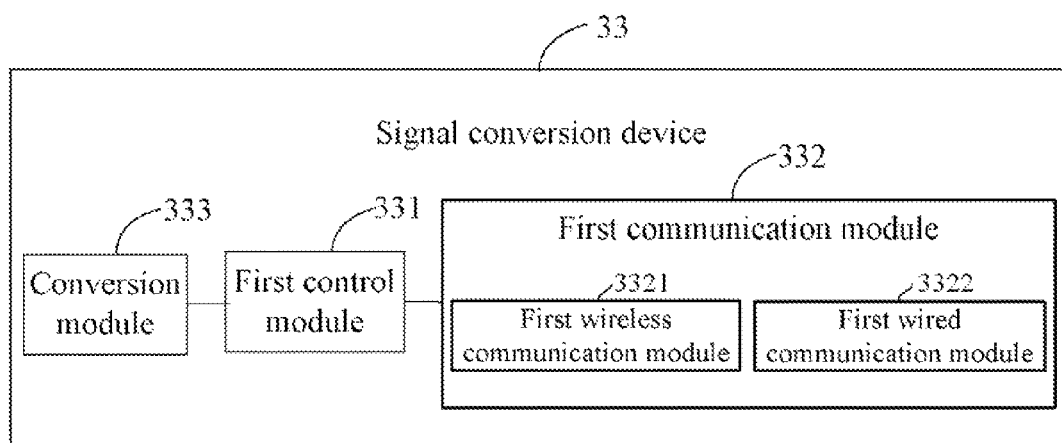 33
Signal conversion device
332
333
331
First communication module
Conversion
module
First control
module
3321
3322
First wireless
communication module
First wired
communication module